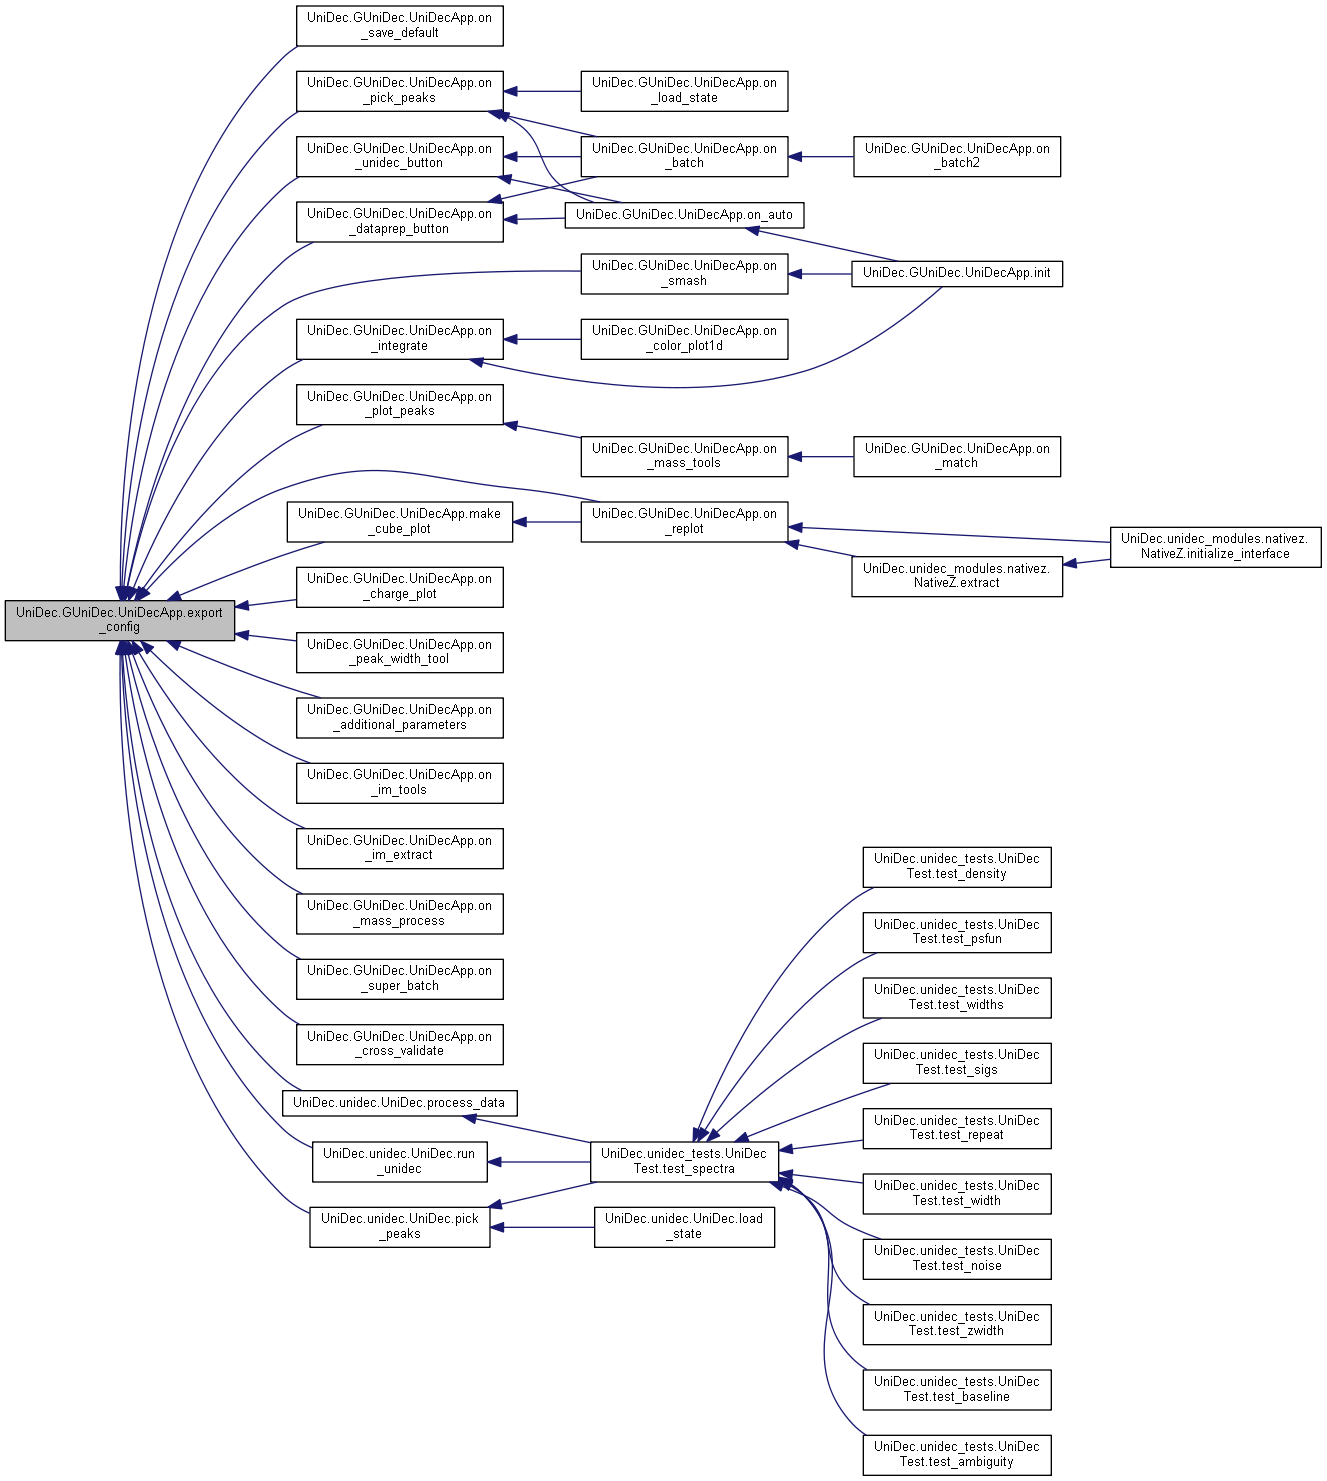 UniDec.GUniDec.UniDecApp.on
_save_default
UniDec.GUniDec.UniDecApp.on
_pick_peaks
UniDec.GUniDec.UniDecApp.on
_load_state
UniDec.GUniDec.UniDecApp.on
_unidec_button
UniDec.GUniDec.UniDecApp.on
_batch
UniDec.GUniDec.UniDecApp.on
_batch2
UniDec.GUniDec.UniDecApp.on
_dataprep_button
UniDec.GUniDec.UniDecApp.on_auto
UniDec.GUniDec.UniDecApp.on
_smash
UniDec.GUniDec.UniDecApp.init
UniDec.GUniDec.UniDecApp.on
_integrate
UniDec.GUniDec.UniDecApp.on
_color_plot1d
UniDec.GUniDec.UniDecApp.on
_plot_peaks
UniDec.GUniDec.UniDecApp.on
_mass_tools
UniDec.GUniDec.UniDecApp.on
_match
UniDec.GUniDec.UniDecApp.make
_cube_plot
UniDec.GUniDec.UniDecApp.on
_replot
UniDec.unidec_modules.nativez.
NativeZ.initialize_interface
UniDec.unidec_modules.nativez.
NativeZ.extract
UniDec.GUniDec.UniDecApp.on
_charge_plot
UniDec.GUniDec.UniDecApp.export
_config
UniDec.GUniDec.UniDecApp.on
_peak_width_tool
UniDec.GUniDec.UniDecApp.on
_additional_parameters
UniDec.GUniDec.UniDecApp.on
_im_tools
UniDec.GUniDec.UniDecApp.on
_im_extract
UniDec.GUniDec.UniDecApp.on
_mass_process
UniDec.GUniDec.UniDecApp.on
_super_batch
UniDec.GUniDec.UniDecApp.on
_cross_validate
UniDec.unidec.UniDec.process_data
UniDec.unidec.UniDec.run
_unidec
UniDec.unidec.UniDec.pick
_peaks
UniDec.unidec_tests.UniDec
Test.test_spectra
UniDec.unidec.UniDec.load
_state
UniDec.unidec_tests.UniDec
Test.test_density
UniDec.unidec_tests.UniDec
Test.test_psfun
UniDec.unidec_tests.UniDec
Test.test_widths
UniDec.unidec_tests.UniDec
Test.test_sigs
UniDec.unidec_tests.UniDec
Test.test_repeat
UniDec.unidec_tests.UniDec
Test.test_width
UniDec.unidec_tests.UniDec
Test.test_noise
UniDec.unidec_tests.UniDec
Test.test_zwidth
UniDec.unidec_tests.UniDec
Test.test_baseline
UniDec.unidec_tests.UniDec
Test.test_ambiguity